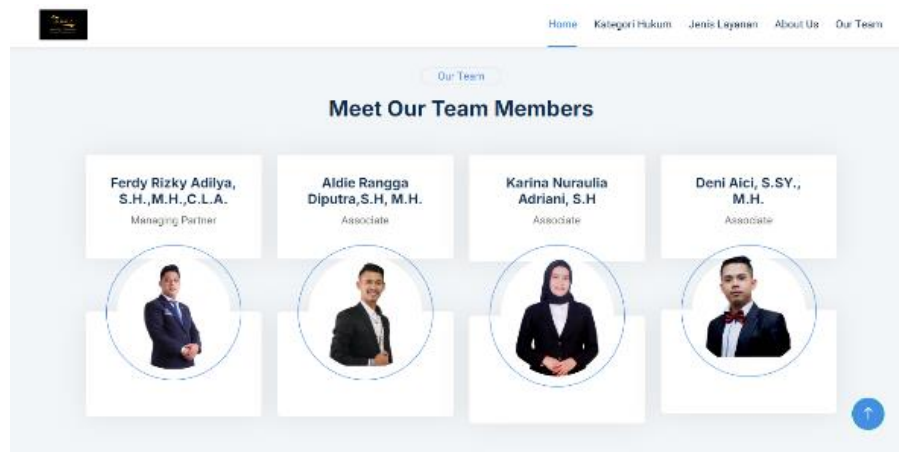 Home Kategori Hukum Jenis Layanan About Us Our Team
Our Team
Meet Our Team Members
Ferdy Rizky Adilya,
S.H.,M.H.,C.L.A.
Managing Partner
Aldie Rangga
Diputra,S.H, M.H.
Associate
Karina Nuraulia
Adriani, S.H
Associate
Deni Aici, S.SY.,
M.H.
Associate